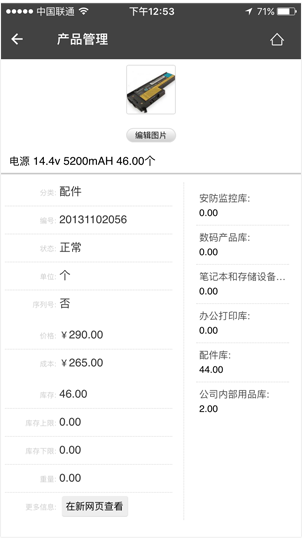 中国联通 下午12:53 71%
产品管理
编辑图片
电源 14.4v 5200mAH 46.00个
分类: 配件
编号: 20131102056
状态: 正常
单位: 个
序列号: 否
价格: ¥290.00
成本: ¥265.00
库存: 46.00
库存上限: 0.00
库存下限: 0.00
重量: 0.00
更多信息: 在新网页查看
安防监控库:
0.00
数码产品库:
0.00
笔记本和存储设备…
0.00
办公打印库:
0.00
配件库:
44.00
公司内部用品库:
2.00